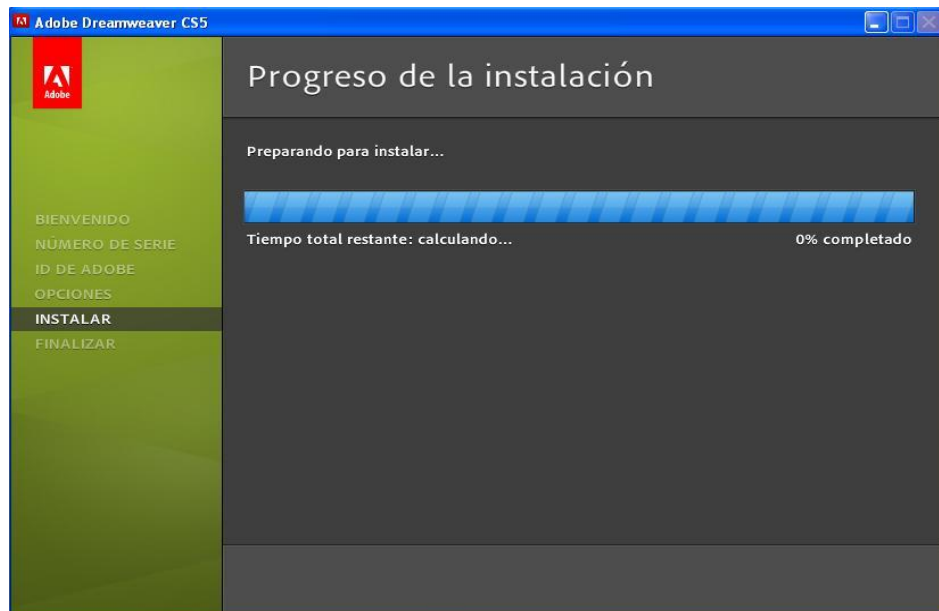 Adobe Dreamweaver CS5
Adobe
Progreso de la instalación
Preparando para instalar...
Tiempo total restante: calculando...
0% completado
BIENVENIDO
NÚMERO DE SERIE
ID DE ADOBE
OPCIONES
INSTALAR
FINALIZAR